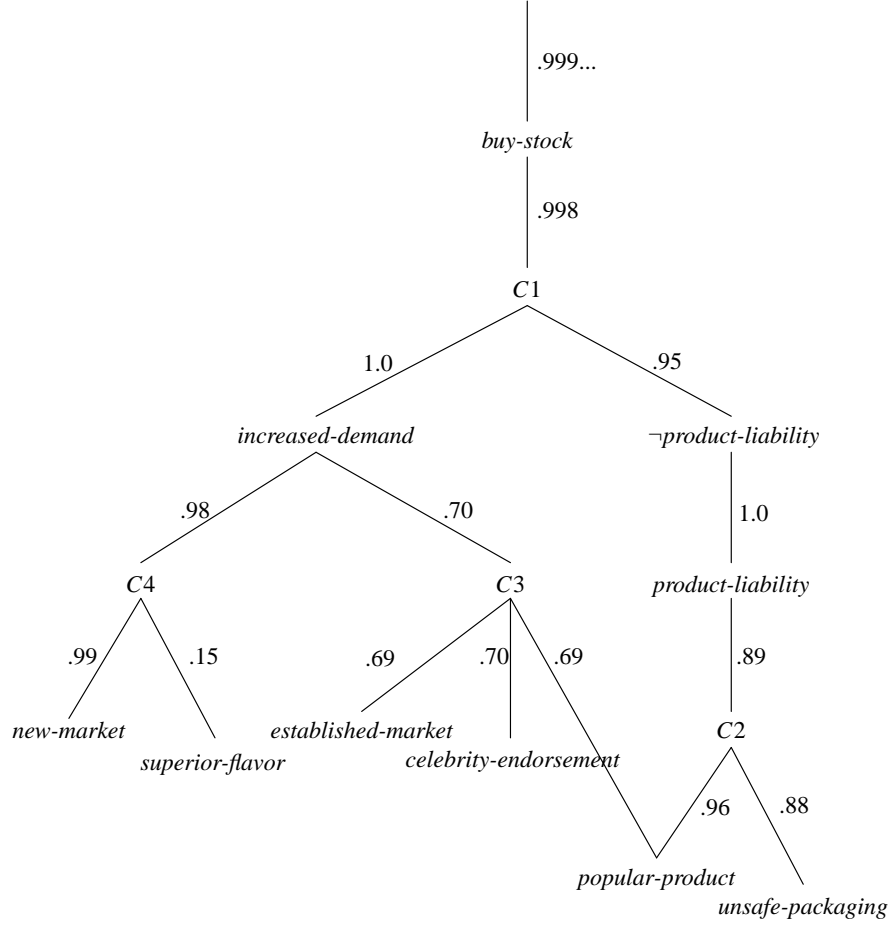 .999...
buy-stock
.998
C1
1.0
.95
increased-demand
¬product-liability
.98
.70
1.0
C4
C3
product-liability
.99
.15
.69
.70
.69
.89
new-market
established-market
C2
superior-flavor
celebrity-endorsement
.96
.88
popular-product
unsafe-packaging